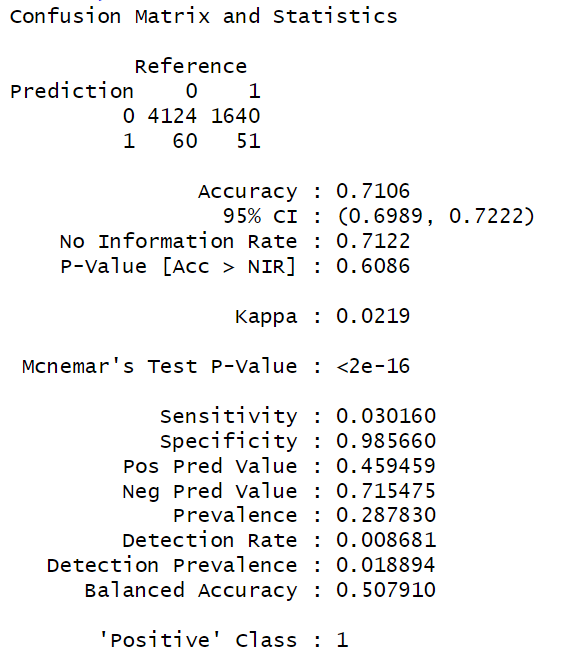 Confusion Matrix and Statistics
Reference
Prediction 0 1
0 4124 1640
1 60 51
Accuracy : 0.7106
95% CI : (0.6989, 0.7222)
No Information Rate : 0.7122
P-Value [Acc > NIR] : 0.6086
Kappa : 0.0219
Mcnemar's Test P-Value : <2e-16
Sensitivity : 0.030160
Specificity : 0.985660
Pos Pred Value : 0.459459
Neg Pred Value : 0.715475
Prevalence : 0.287830
Detection Rate : 0.008681
Detection Prevalence : 0.018894
Balanced Accuracy : 0.507910
'Positive' Class : 1